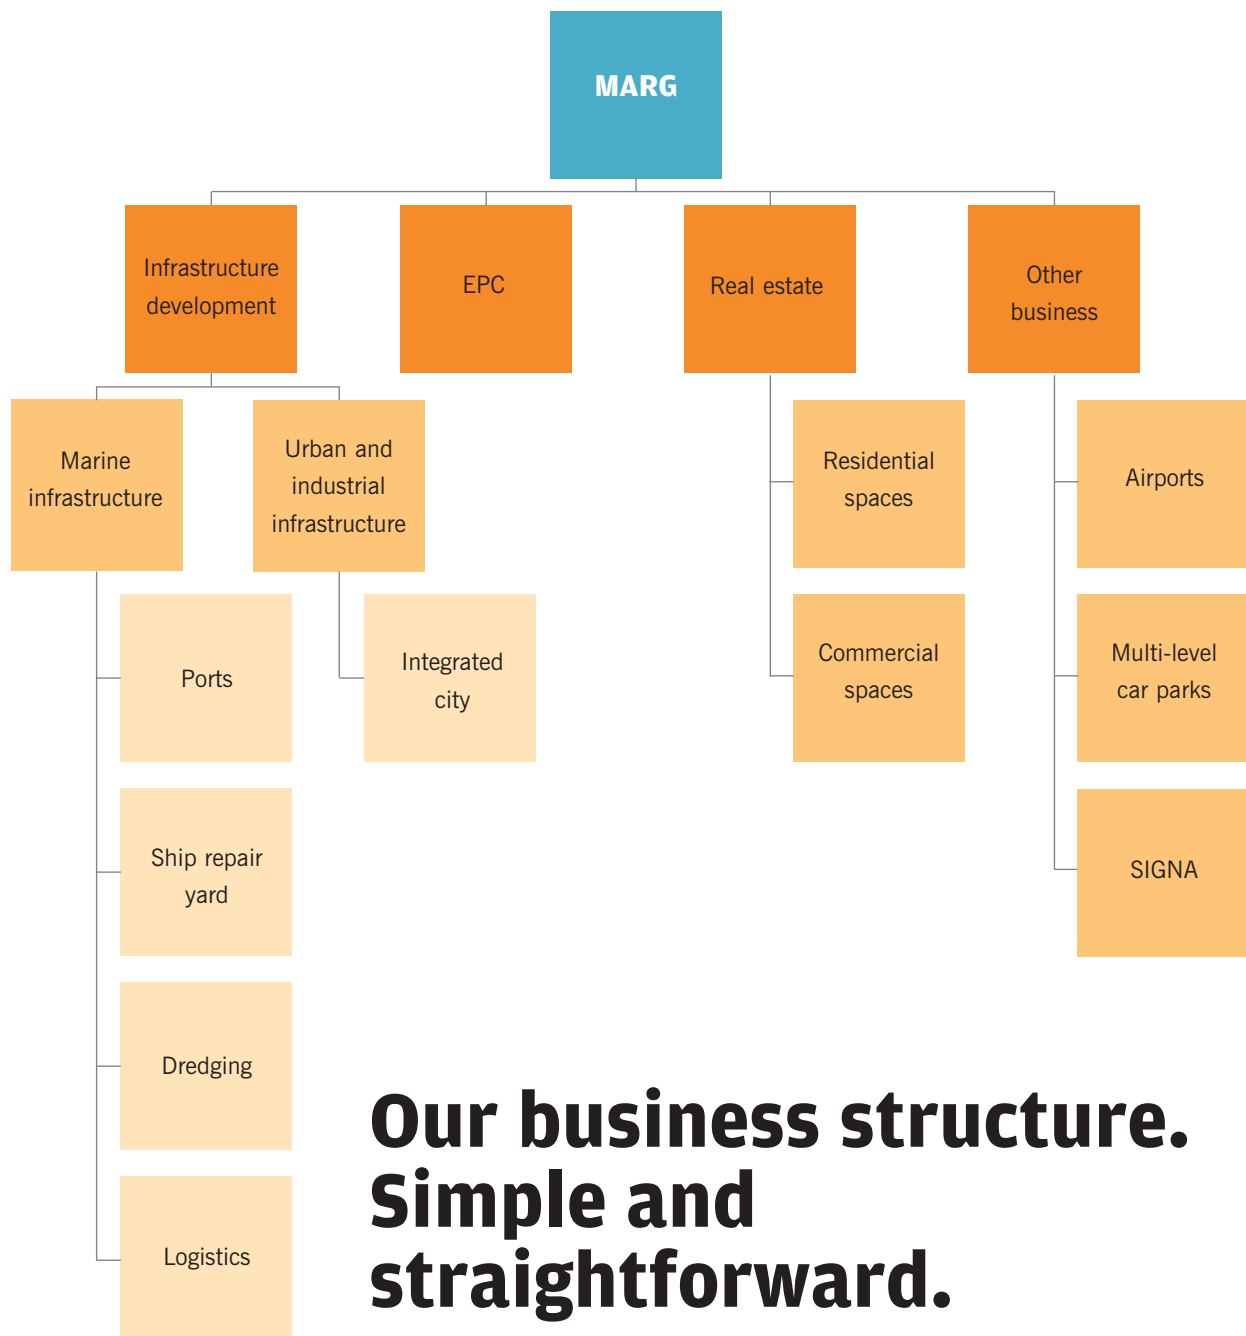 MARG
Infrastructure
development
EPC
Real estate
Other
business
Marine
infrastructure
Urban and
industrial
infrastructure
Residential
spaces
Airports
Ports
Integrated
city
Commercial
spaces
Multi-level
car parks
Ship repair
yard
SIGNA
Dredging
Logistics
Our business structure.
Simple and
straightforward.